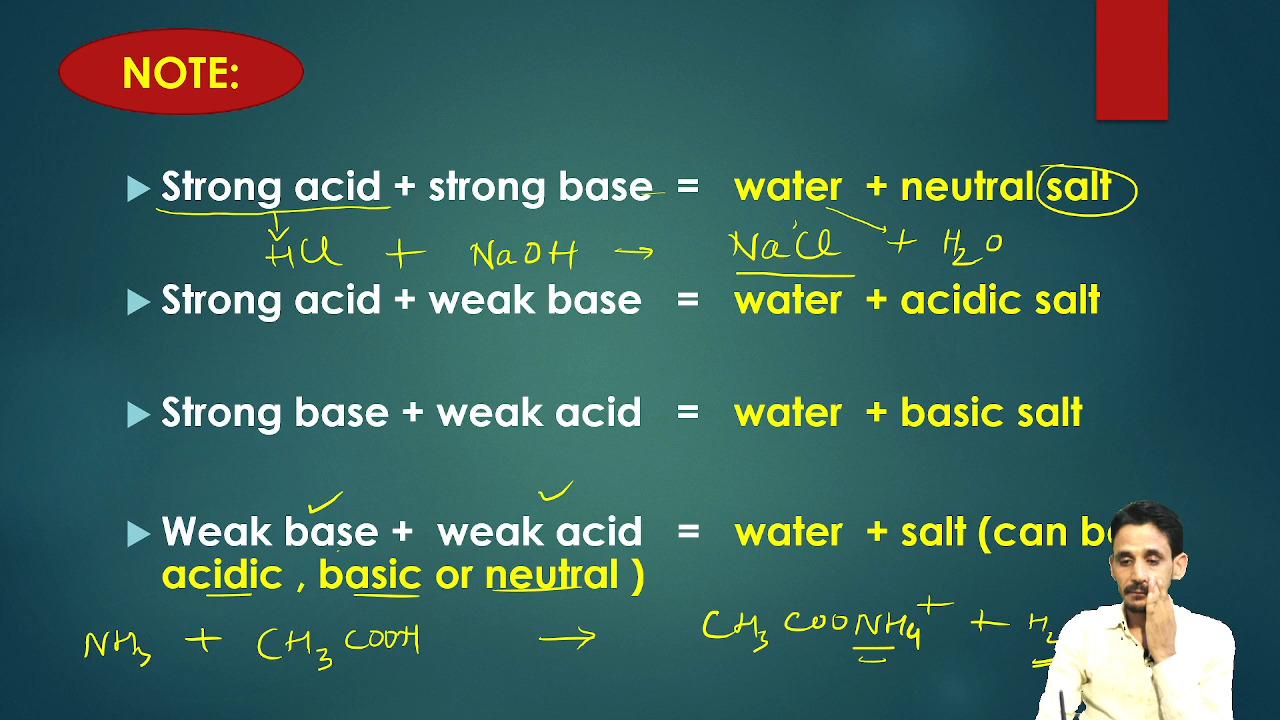 NOTE:
Strong acid + strong base = water + neutral salt
HCl + NaOH → NaCl + H2O
Strong acid + weak base = water + acidic salt
Strong base + weak acid = water + basic salt
Weak base + weak acid = water + salt (can
acidic , basic or neutral )
NH3 + CH3COOH → CH3COONH4+ + H2